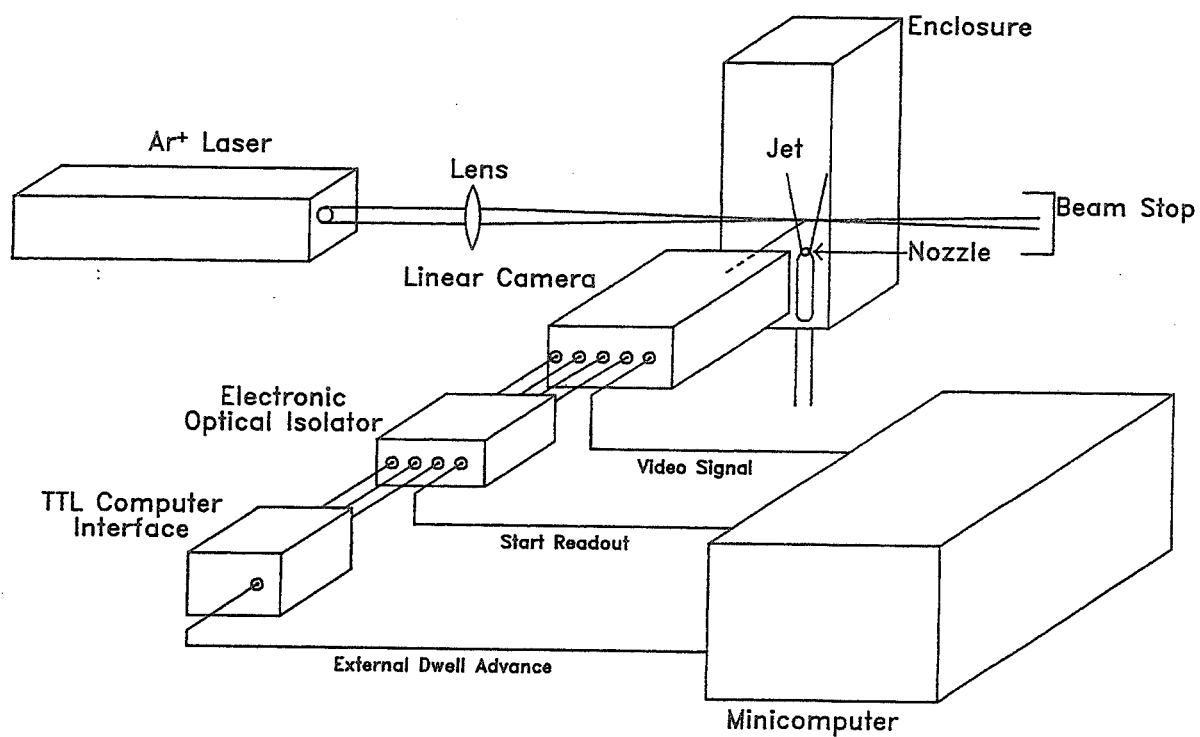 Enclosure
Ar+ Laser
Jet
Lens
Beam Stop
Nozzle
Linear Camera
Electronic
Optical Isolator
Video Signal
TTL Computer
Interface
Start Readout
External Dwell Advance
Minicomputer